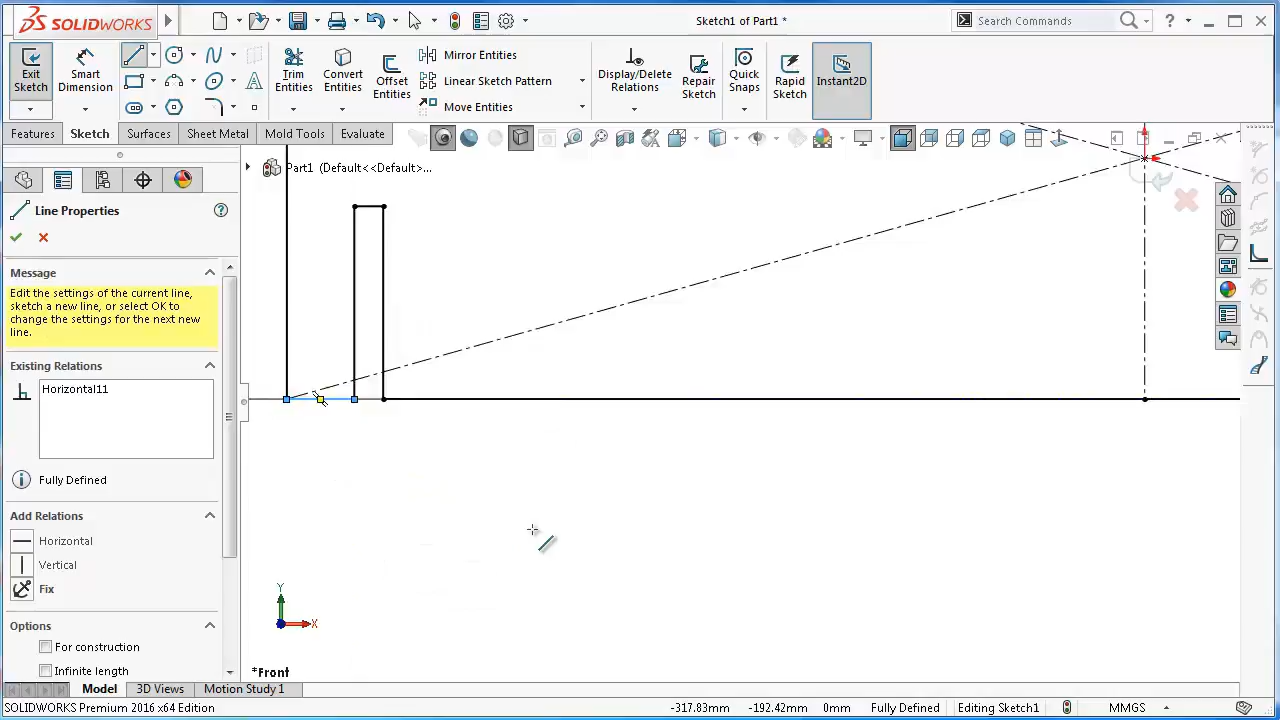 SOLIDWORKS
Sketch1 of Part1 *
Search Commands
Exit Sketch
Smart Dimension
Trim Entities
Convert Entities
Offset Entities
Mirror Entities
Linear Sketch Pattern
Move Entities
Display/Delete Relations
Repair Sketch
Quick Snaps
Rapid Sketch
Instant2D
Features
Sketch
Surfaces
Sheet Metal
Mold Tools
Evaluate
Part1 (Default<<Default>...
Line Properties
Message
Edit the settings of the current line, sketch a new line, or select OK to change the settings for the next new line.
Existing Relations
Horizontal11
Fully Defined
Add Relations
Horizontal
Vertical
Fix
Options
For construction
Infinite length
Y
X
*Front
Model
3D Views
Motion Study 1
SOLIDWORKS Premium 2016 x64 Edition
-317.83mm
-192.42mm
0mm
Fully Defined
Editing Sketch1
MMGS